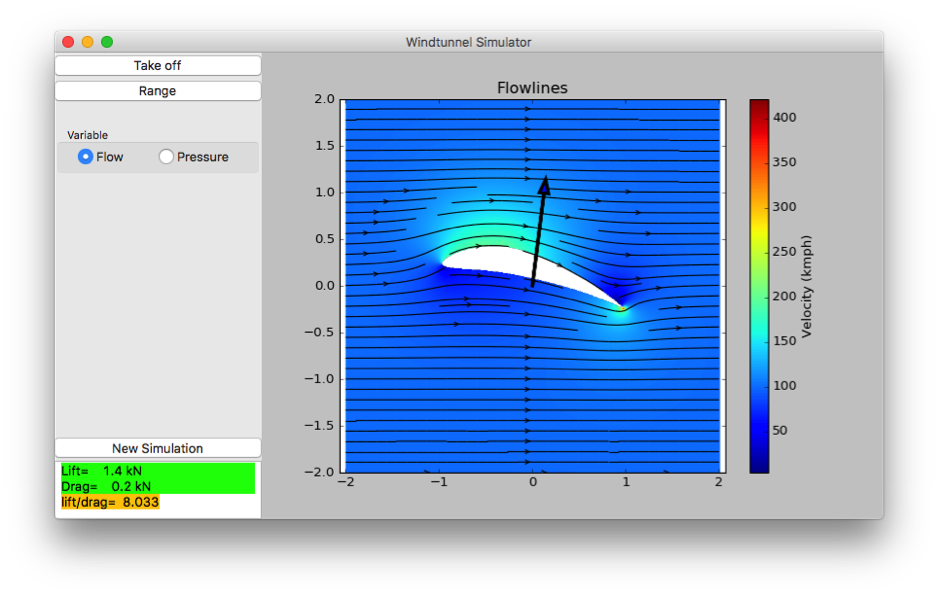 Windtunnel Simulator
Take off
Range
Variable
Flow
Pressure
New Simulation
Lift= 1.4 kN
Drag= 0.2 kN
lift/drag= 8.033
Flowlines
2.0
1.5
1.0
0.5
0.0
−0.5
−1.0
−1.5
−2.0
−2 −1 0 1 2
400
350
300
250
200
150
100
50
Velocity (kmph)